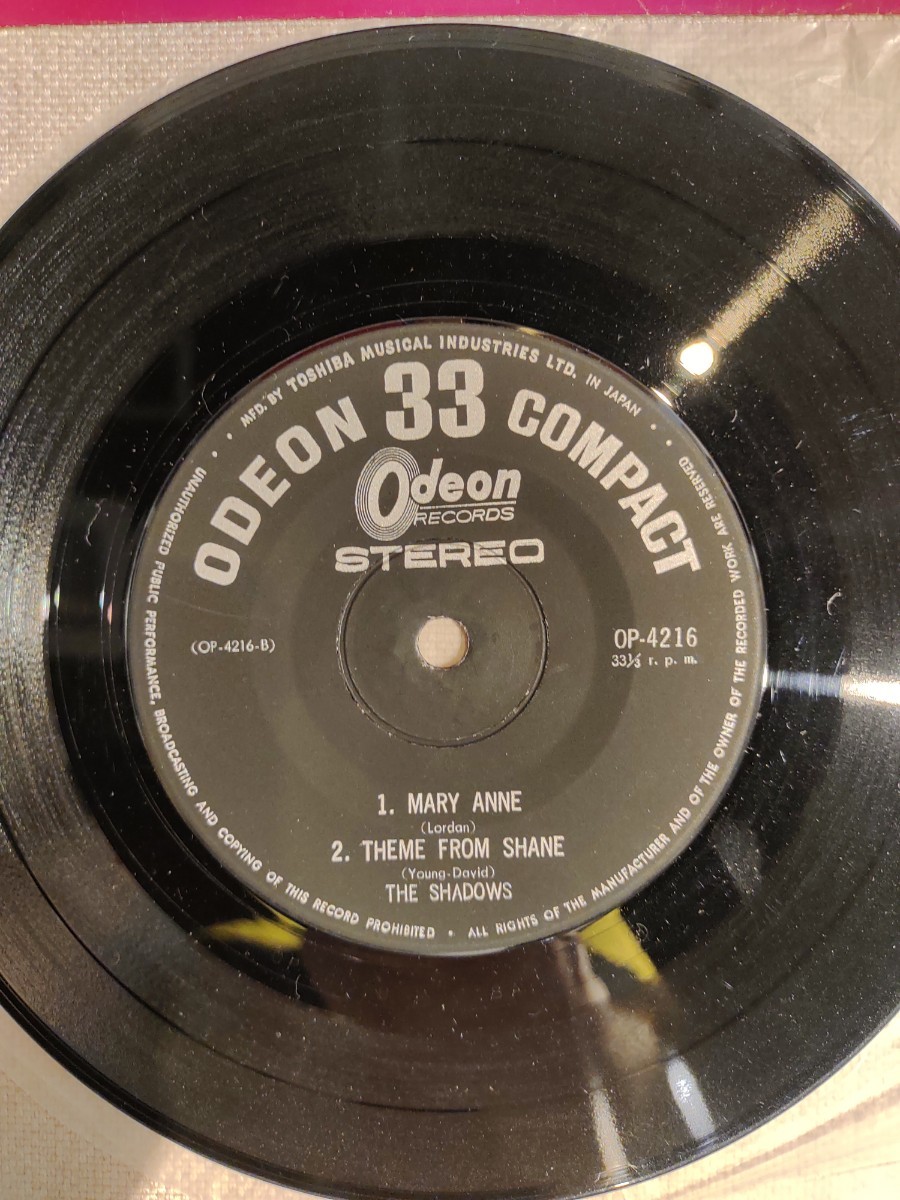 MFD. BY TOSHIBA MUSICAL INDUSTRIES LTD. IN JAPAN
ODEON 33 COMPACT
Odeon
RECORDS
STEREO
(OP-4216-B)
OP-4216
33⅓ r. p. m.
1. MARY ANNE
(Lordan)
2. THEME FROM SHANE
(Young-David)
THE SHADOWS
UNAUTHORIZED PUBLIC PERFORMANCE, BROADCASTING AND COPYING OF THIS RECORD PROHIBITED • ALL RIGHTS OF THE MANUFACTURER AND OF THE OWNER OF THE RECORDED WORK ARE RESERVED